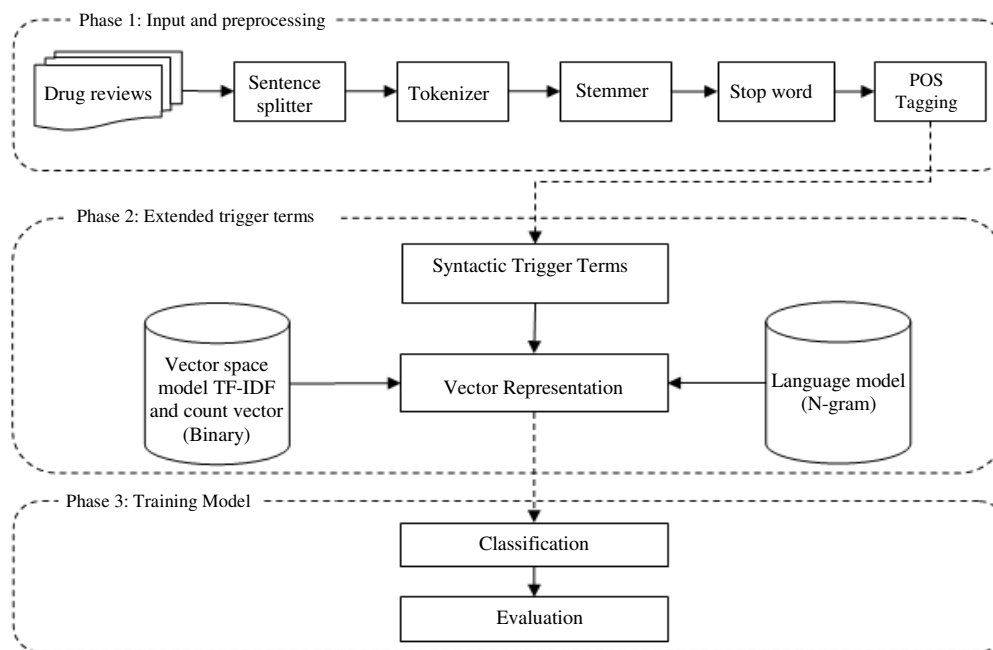 Phase 1: Input and preprocessing
Drug reviews
Sentence
splitter
Tokenizer
Stemmer
Stop word
POS
Tagging
Phase 2: Extended trigger terms
Syntactic Trigger Terms
Vector space
model TF-IDF
and count vector
(Binary)
Vector Representation
Language model
(N-gram)
Phase 3: Training Model
Classification
Evaluation